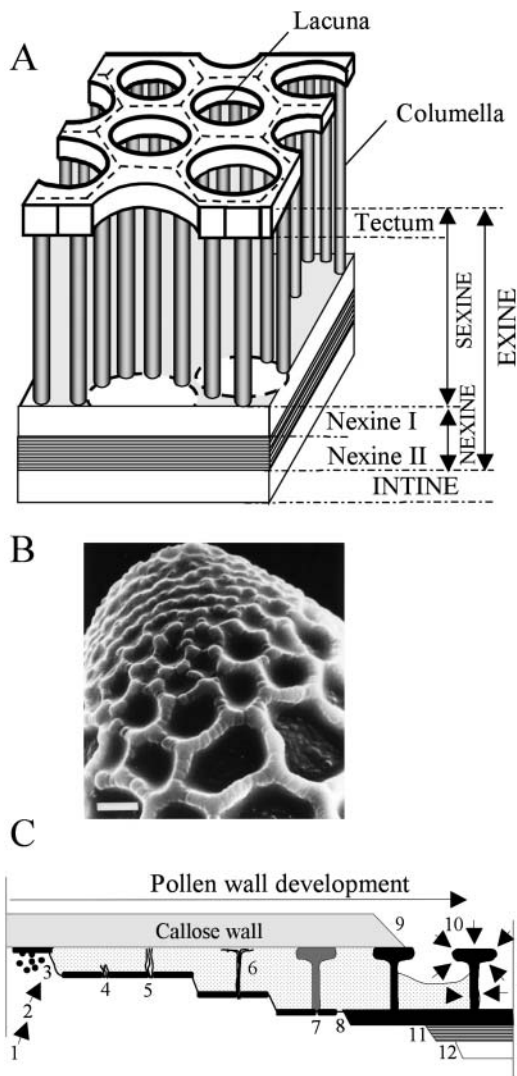 A
Lacuna
Columella
Tectum
SEXINE
EXINE
Nexine I
NEXINE
Nexine II
INTINE
B
C
Pollen wall development
Callose wall
9
10
3
2
1
4
5
6
7
8
11
12